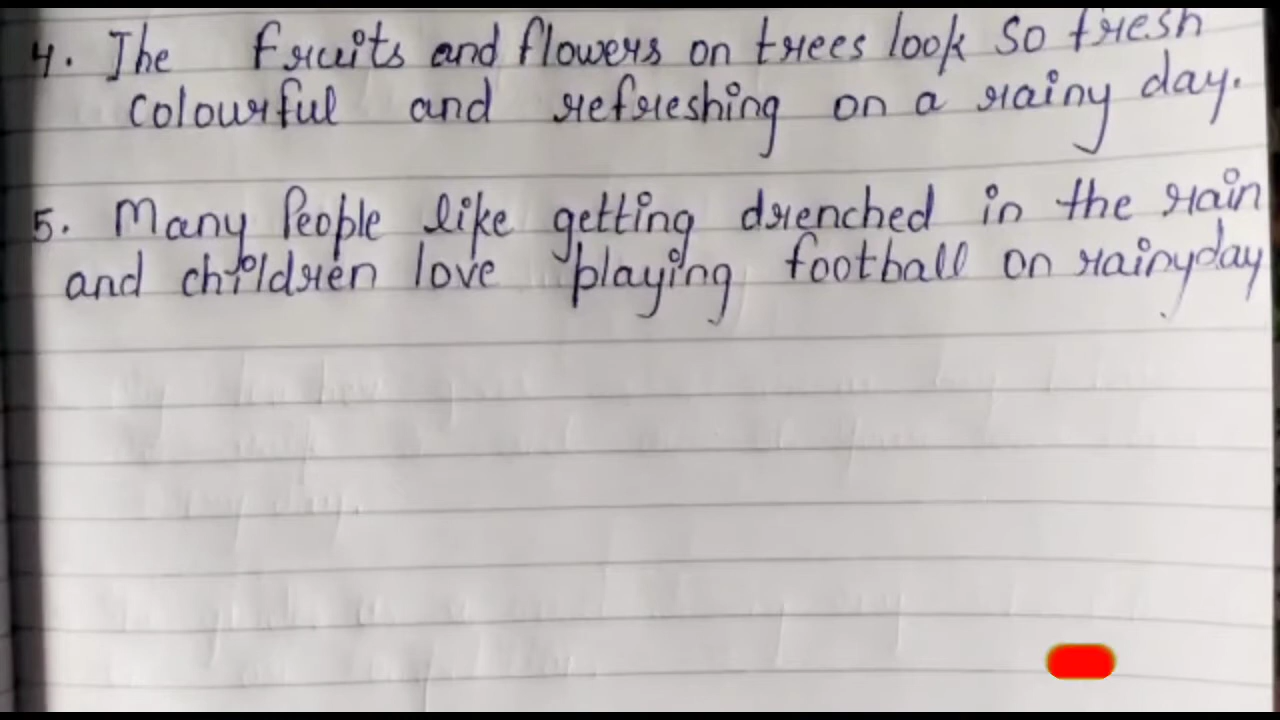 4. The fruits and flowers on trees look so fresh
colourful and refreshing on a rainy day.
5. Many People like getting drenched in the rain
and children love playing football on rainyday